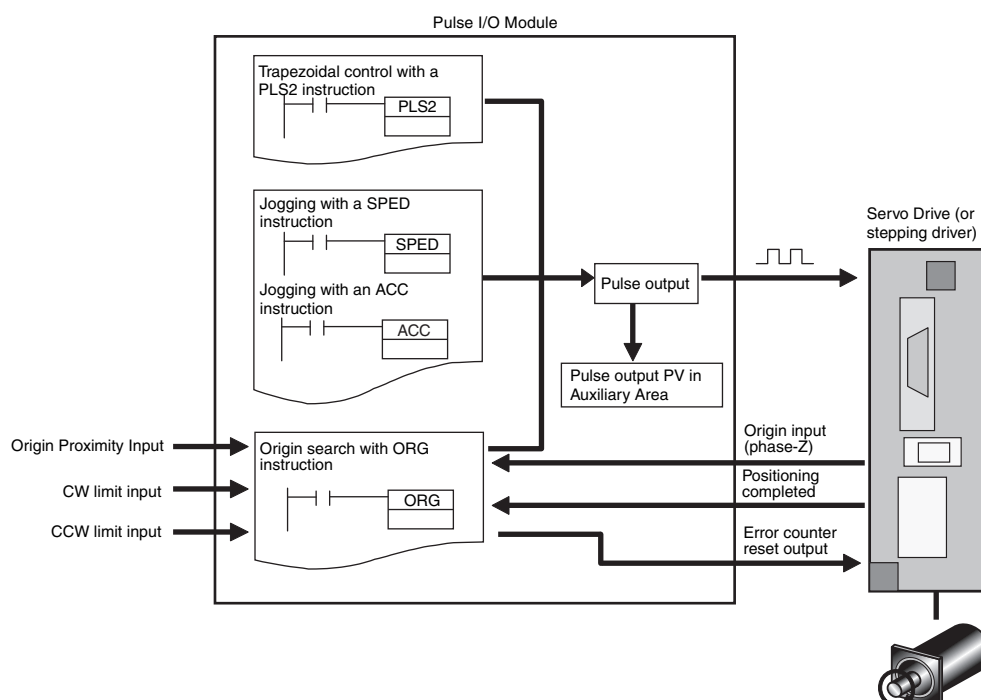 Pulse I/O Module
Trapezoidal control with a
PLS2 instruction
PLS2
Jogging with a SPED
instruction
SPED
Jogging with an ACC
instruction
ACC
Pulse output
Pulse output PV in
Auxiliary Area
Servo Drive (or
stepping driver)
Origin Proximity Input
CW limit input
CCW limit input
Origin search with ORG
instruction
ORG
Origin input
(phase-Z)
Positioning
completed
Error counter
reset output